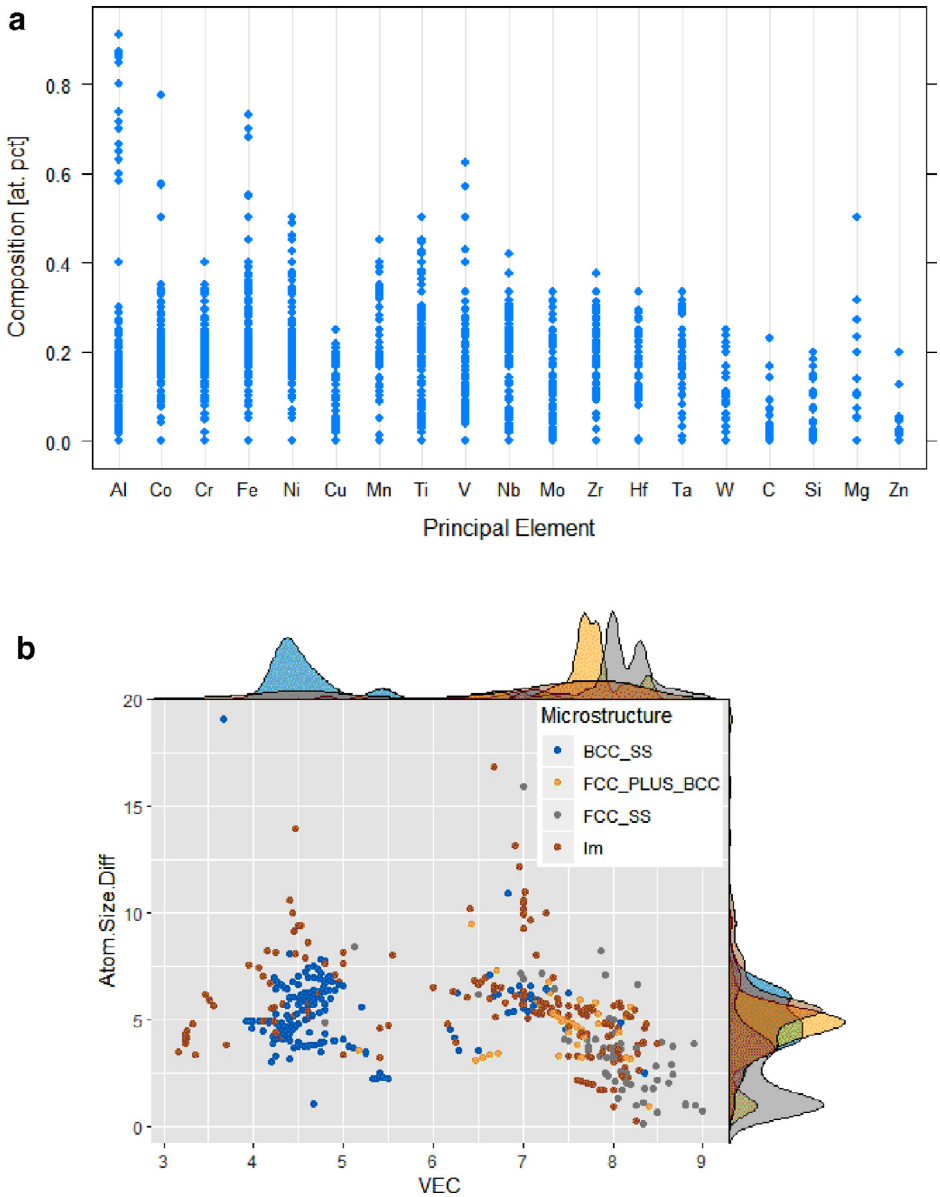 a
Composition [at. pct]
0.8
0.6
0.4
0.2
0.0
Al Co Cr Fe Ni Cu Mn Ti V Nb Mo Zr Hf Ta W C Si Mg Zn
Principal Element
b
Atom.Size.Diff
20
15
10
5
0
Microstructure
BCC_SS
FCC_PLUS_BCC
FCC_SS
Im
3 4 5 6 7 8 9
VEC